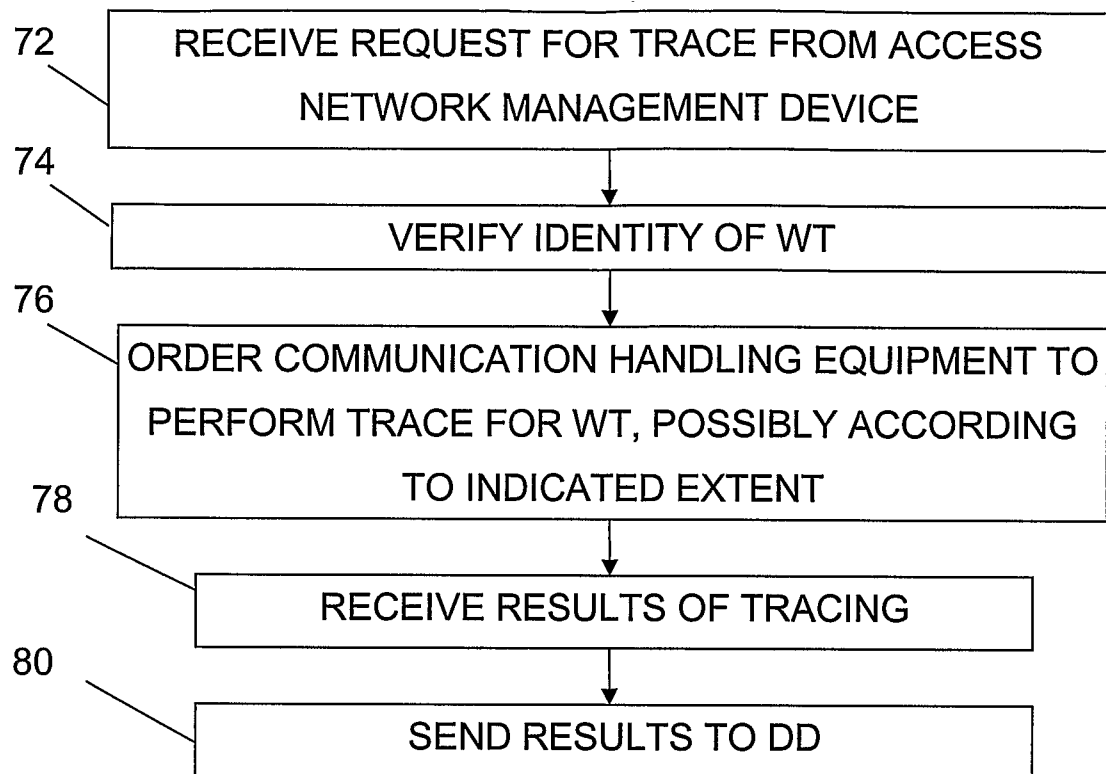 72
RECEIVE REQUEST FOR TRACE FROM ACCESS
NETWORK MANAGEMENT DEVICE
74
VERIFY IDENTITY OF WT
76
ORDER COMMUNICATION HANDLING EQUIPMENT TO
PERFORM TRACE FOR WT, POSSIBLY ACCORDING
TO INDICATED EXTENT
78
RECEIVE RESULTS OF TRACING
80
SEND RESULTS TO DD